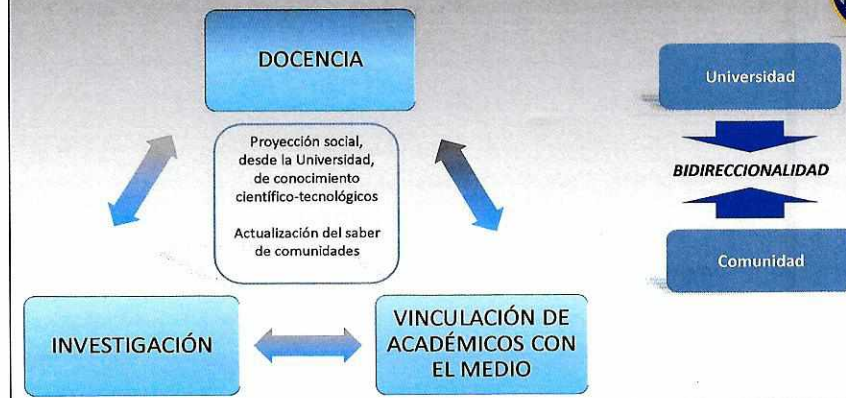 DOCENCIA
Proyección social,
desde la Universidad,
de conocimiento
científico-tecnológicos
Actualización del saber
de comunidades
INVESTIGACIÓN
VINCULACIÓN DE
ACADÉMICOS CON
EL MEDIO
Universidad
BIDIRECCIONALIDAD
Comunidad